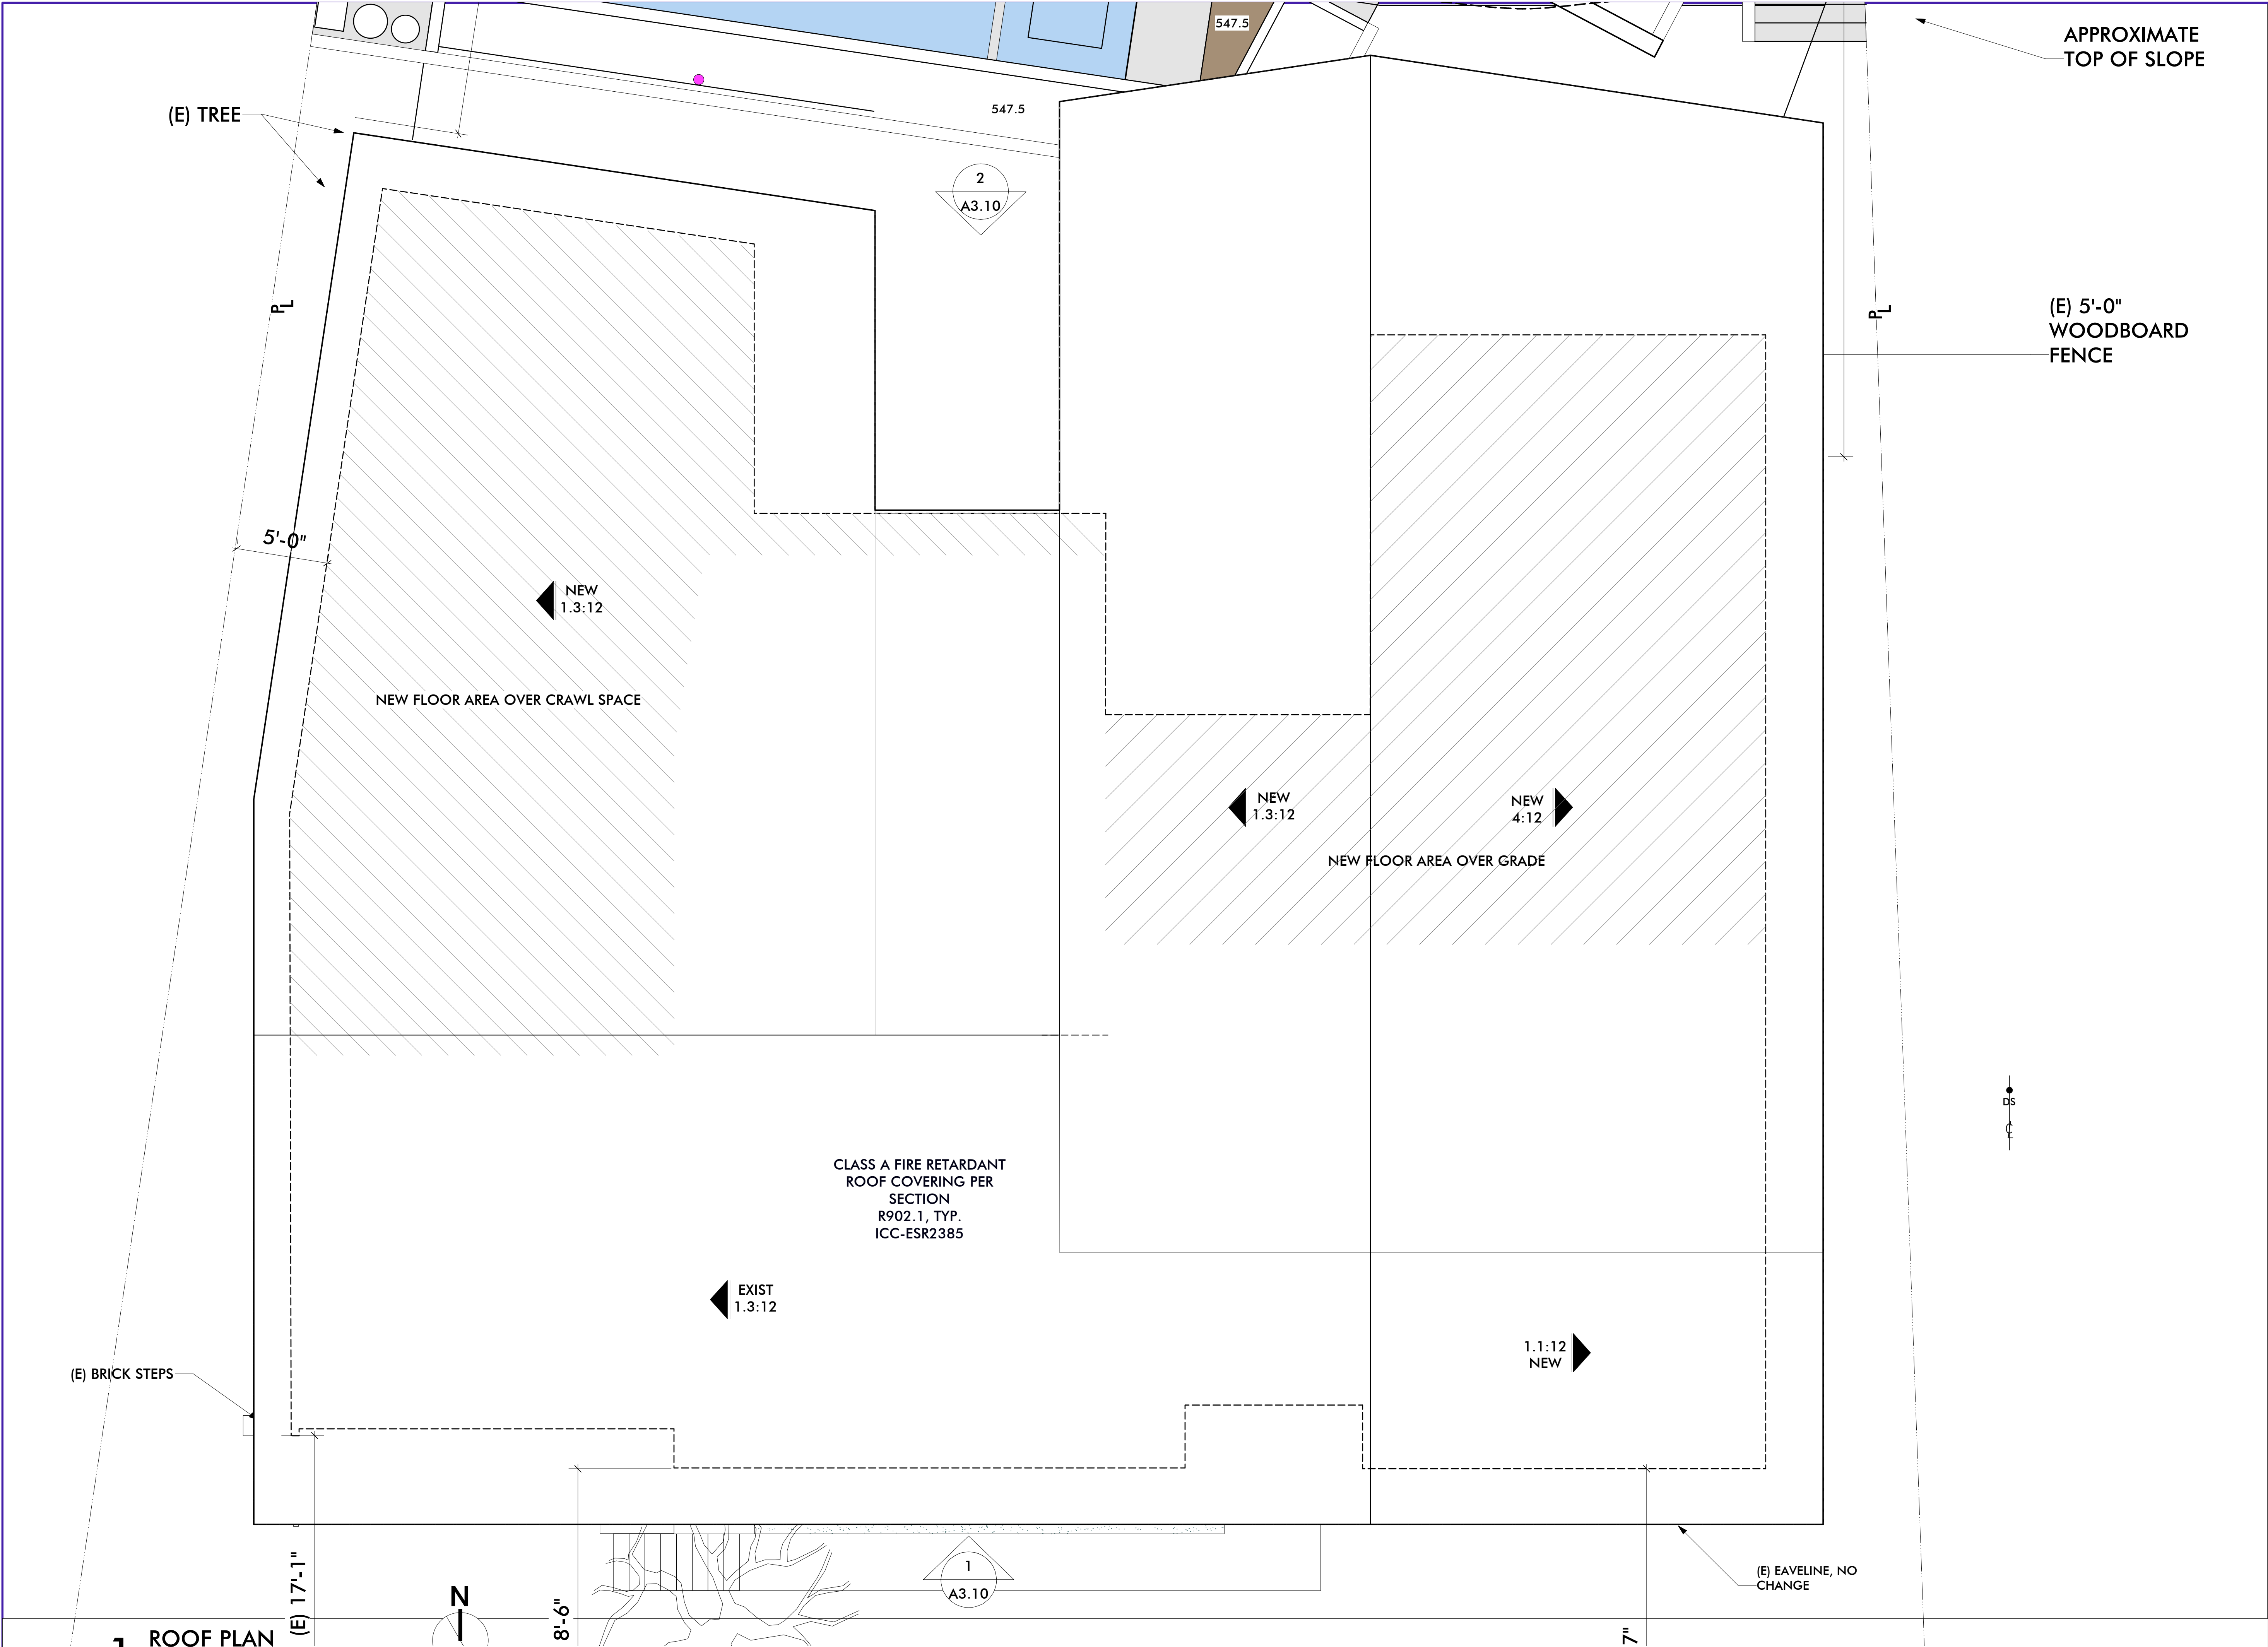 547.5
APPROXIMATE
TOP OF SLOPE
(E) TREE
547.5
2
A3.10
PL
PL
(E) 5'-0"
WOODBOARD
FENCE
5'-0"
NEW
1.3:12
NEW FLOOR AREA OVER CRAWL SPACE
NEW
1.3:12
NEW
4:12
NEW FLOOR AREA OVER GRADE
DS
CL
CLASS A FIRE RETARDANT
ROOF COVERING PER
SECTION
R902.1, TYP.
ICC-ESR2385
EXIST
1.3:12
1.1:12
NEW
(E) BRICK STEPS
1
A3.10
(E) EAVELINE, NO
CHANGE
(E) 17'-1"
N
8'-6"
7"
ROOF PLAN